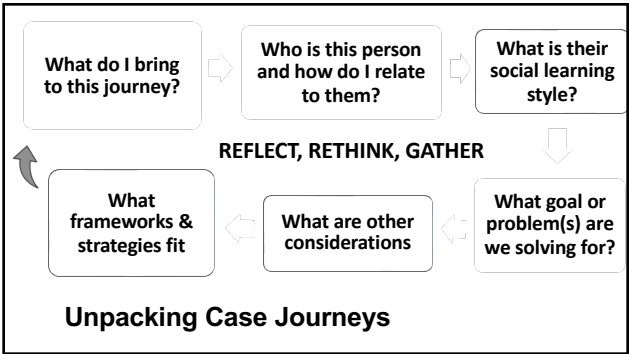 What do I bring
to this journey?
Who is this person
and how do I relate
to them?
What is their
social learning
style?
REFLECT, RETHINK, GATHER
What goal or
problem(s) are
we solving for?
What are other
considerations
What
frameworks &
strategies fit
Unpacking Case Journeys